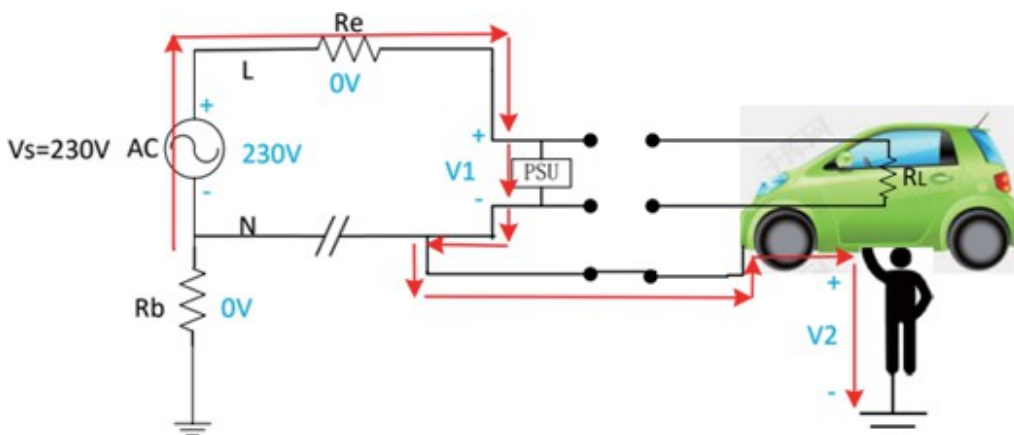 Re
L
0V
+
Vs=230V AC
230V
-
+
V1
PSU
-
RL
N
Rb
0V
+
V2
-